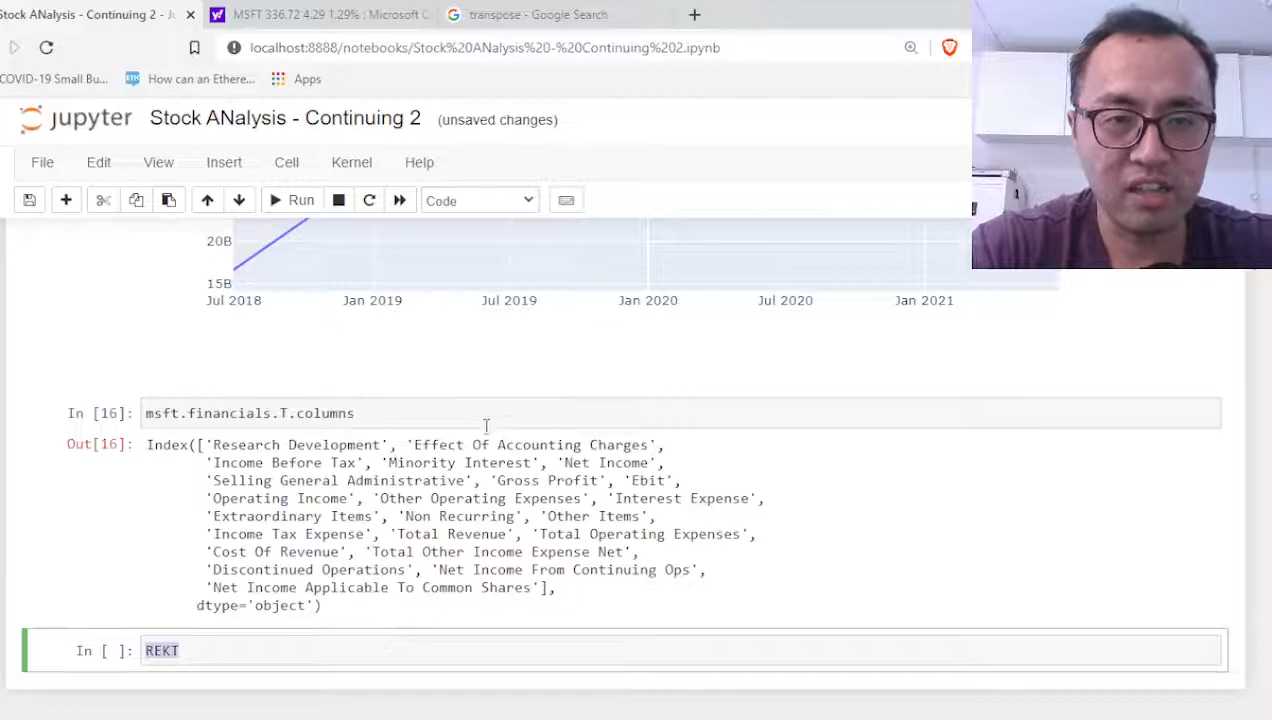 Stock ANalysis - Continuing 2 - Ju
MSFT 336.72 4.29 1.29% : Microsoft C
transpose - Google Search
localhost:8888/notebooks/Stock%20ANalysis%20-%20Continuing%202.ipynb
COVID-19 Small Bu...
ETH
How can an Ethere...
Apps
jupyter
Stock ANalysis - Continuing 2
(unsaved changes)
File Edit View Insert Cell Kernel Help
Run
Code
20B
15B
Jul 2018 Jan 2019 Jul 2019 Jan 2020 Jul 2020 Jan 2021
In [16]: msft.financials.T.columns
Out[16]: Index(['Research Development', 'Effect Of Accounting Charges',
'Income Before Tax', 'Minority Interest', 'Net Income',
'Selling General Administrative', 'Gross Profit', 'Ebit',
'Operating Income', 'Other Operating Expenses', 'Interest Expense',
'Extraordinary Items', 'Non Recurring', 'Other Items',
'Income Tax Expense', 'Total Revenue', 'Total Operating Expenses',
'Cost Of Revenue', 'Total Other Income Expense Net',
'Discontinued Operations', 'Net Income From Continuing Ops',
'Net Income Applicable To Common Shares'],
dtype='object')
In [ ]: REKT